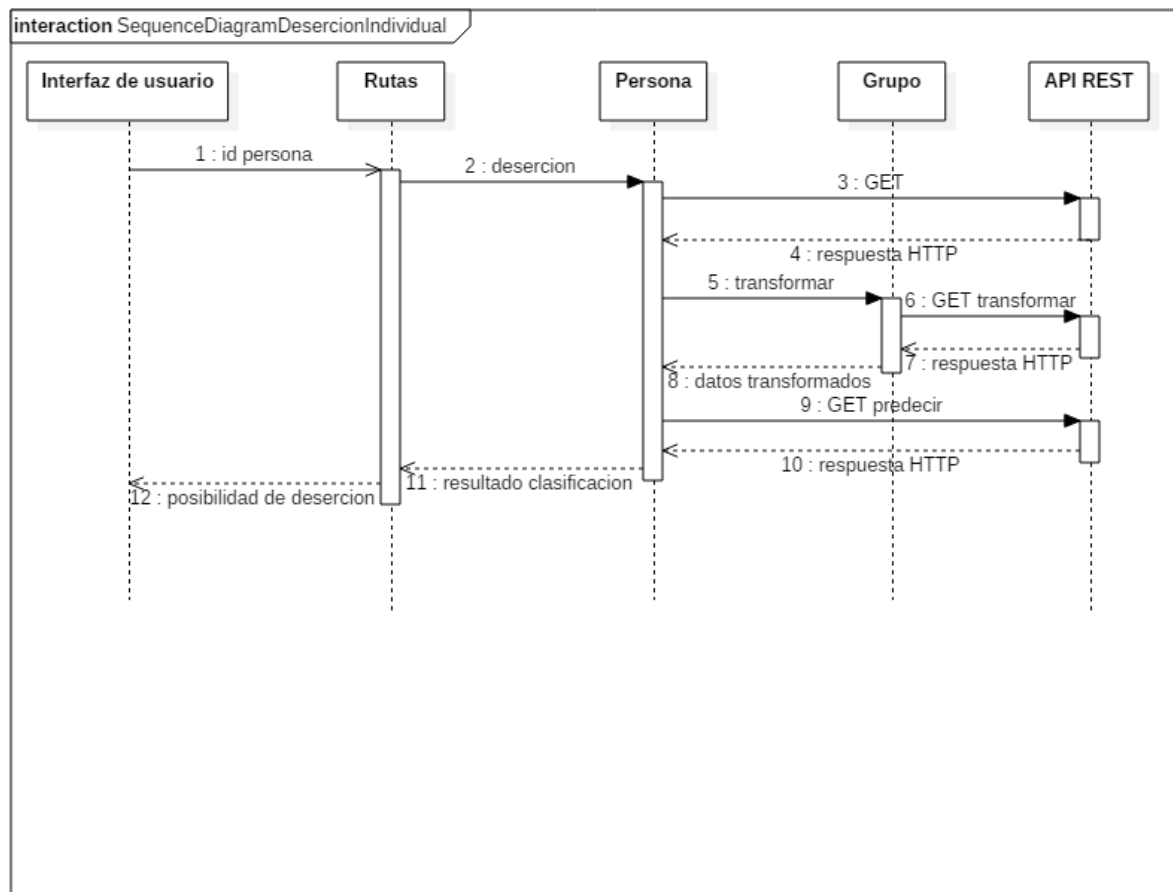 interaction SequenceDiagramDesercionIndividual
Interfaz de usuario
Rutas
Persona
Grupo
API REST
1 : id persona
2 : desercion
3 : GET
4 : respuesta HTTP
5 : transformar
6 : GET transformar
7 : respuesta HTTP
8 : datos transformados
9 : GET predecir
10 : respuesta HTTP
11 : resultado clasificacion
12 : posibilidad de desercion